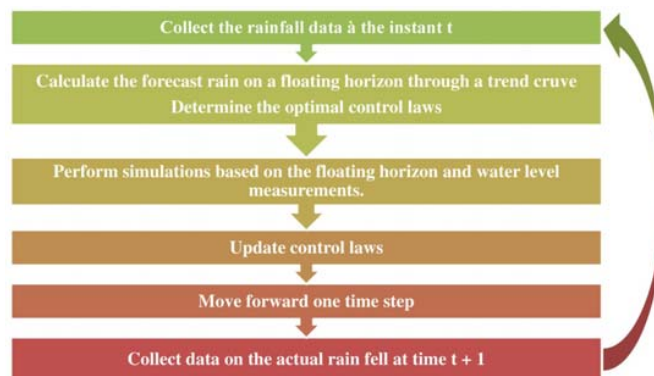 Collect the rainfall data à the instant t
Calculate the forecast rain on a floating horizon through a trend cruve
Determine the optimal control laws
Perform simulations based on the floating horizon and water level
measurements.
Update control laws
Move forward one time step
Collect data on the actual rain fell at time t + 1